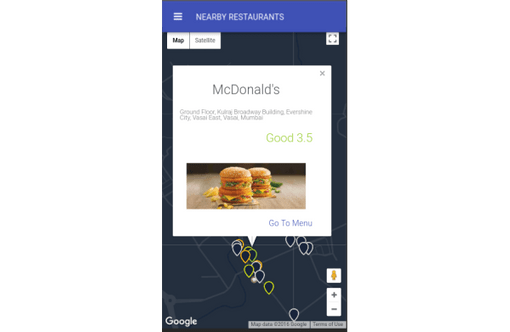 NEARBY RESTAURANTS
Map Satellite
×
McDonald's
Ground Floor, Kulraj Broadway Building, Evershine
City, Vasai East, Valiv, Mumbai
Good 3.5
Go To Menu
+
−
Google
Map data ©2016 Google Terms of Use